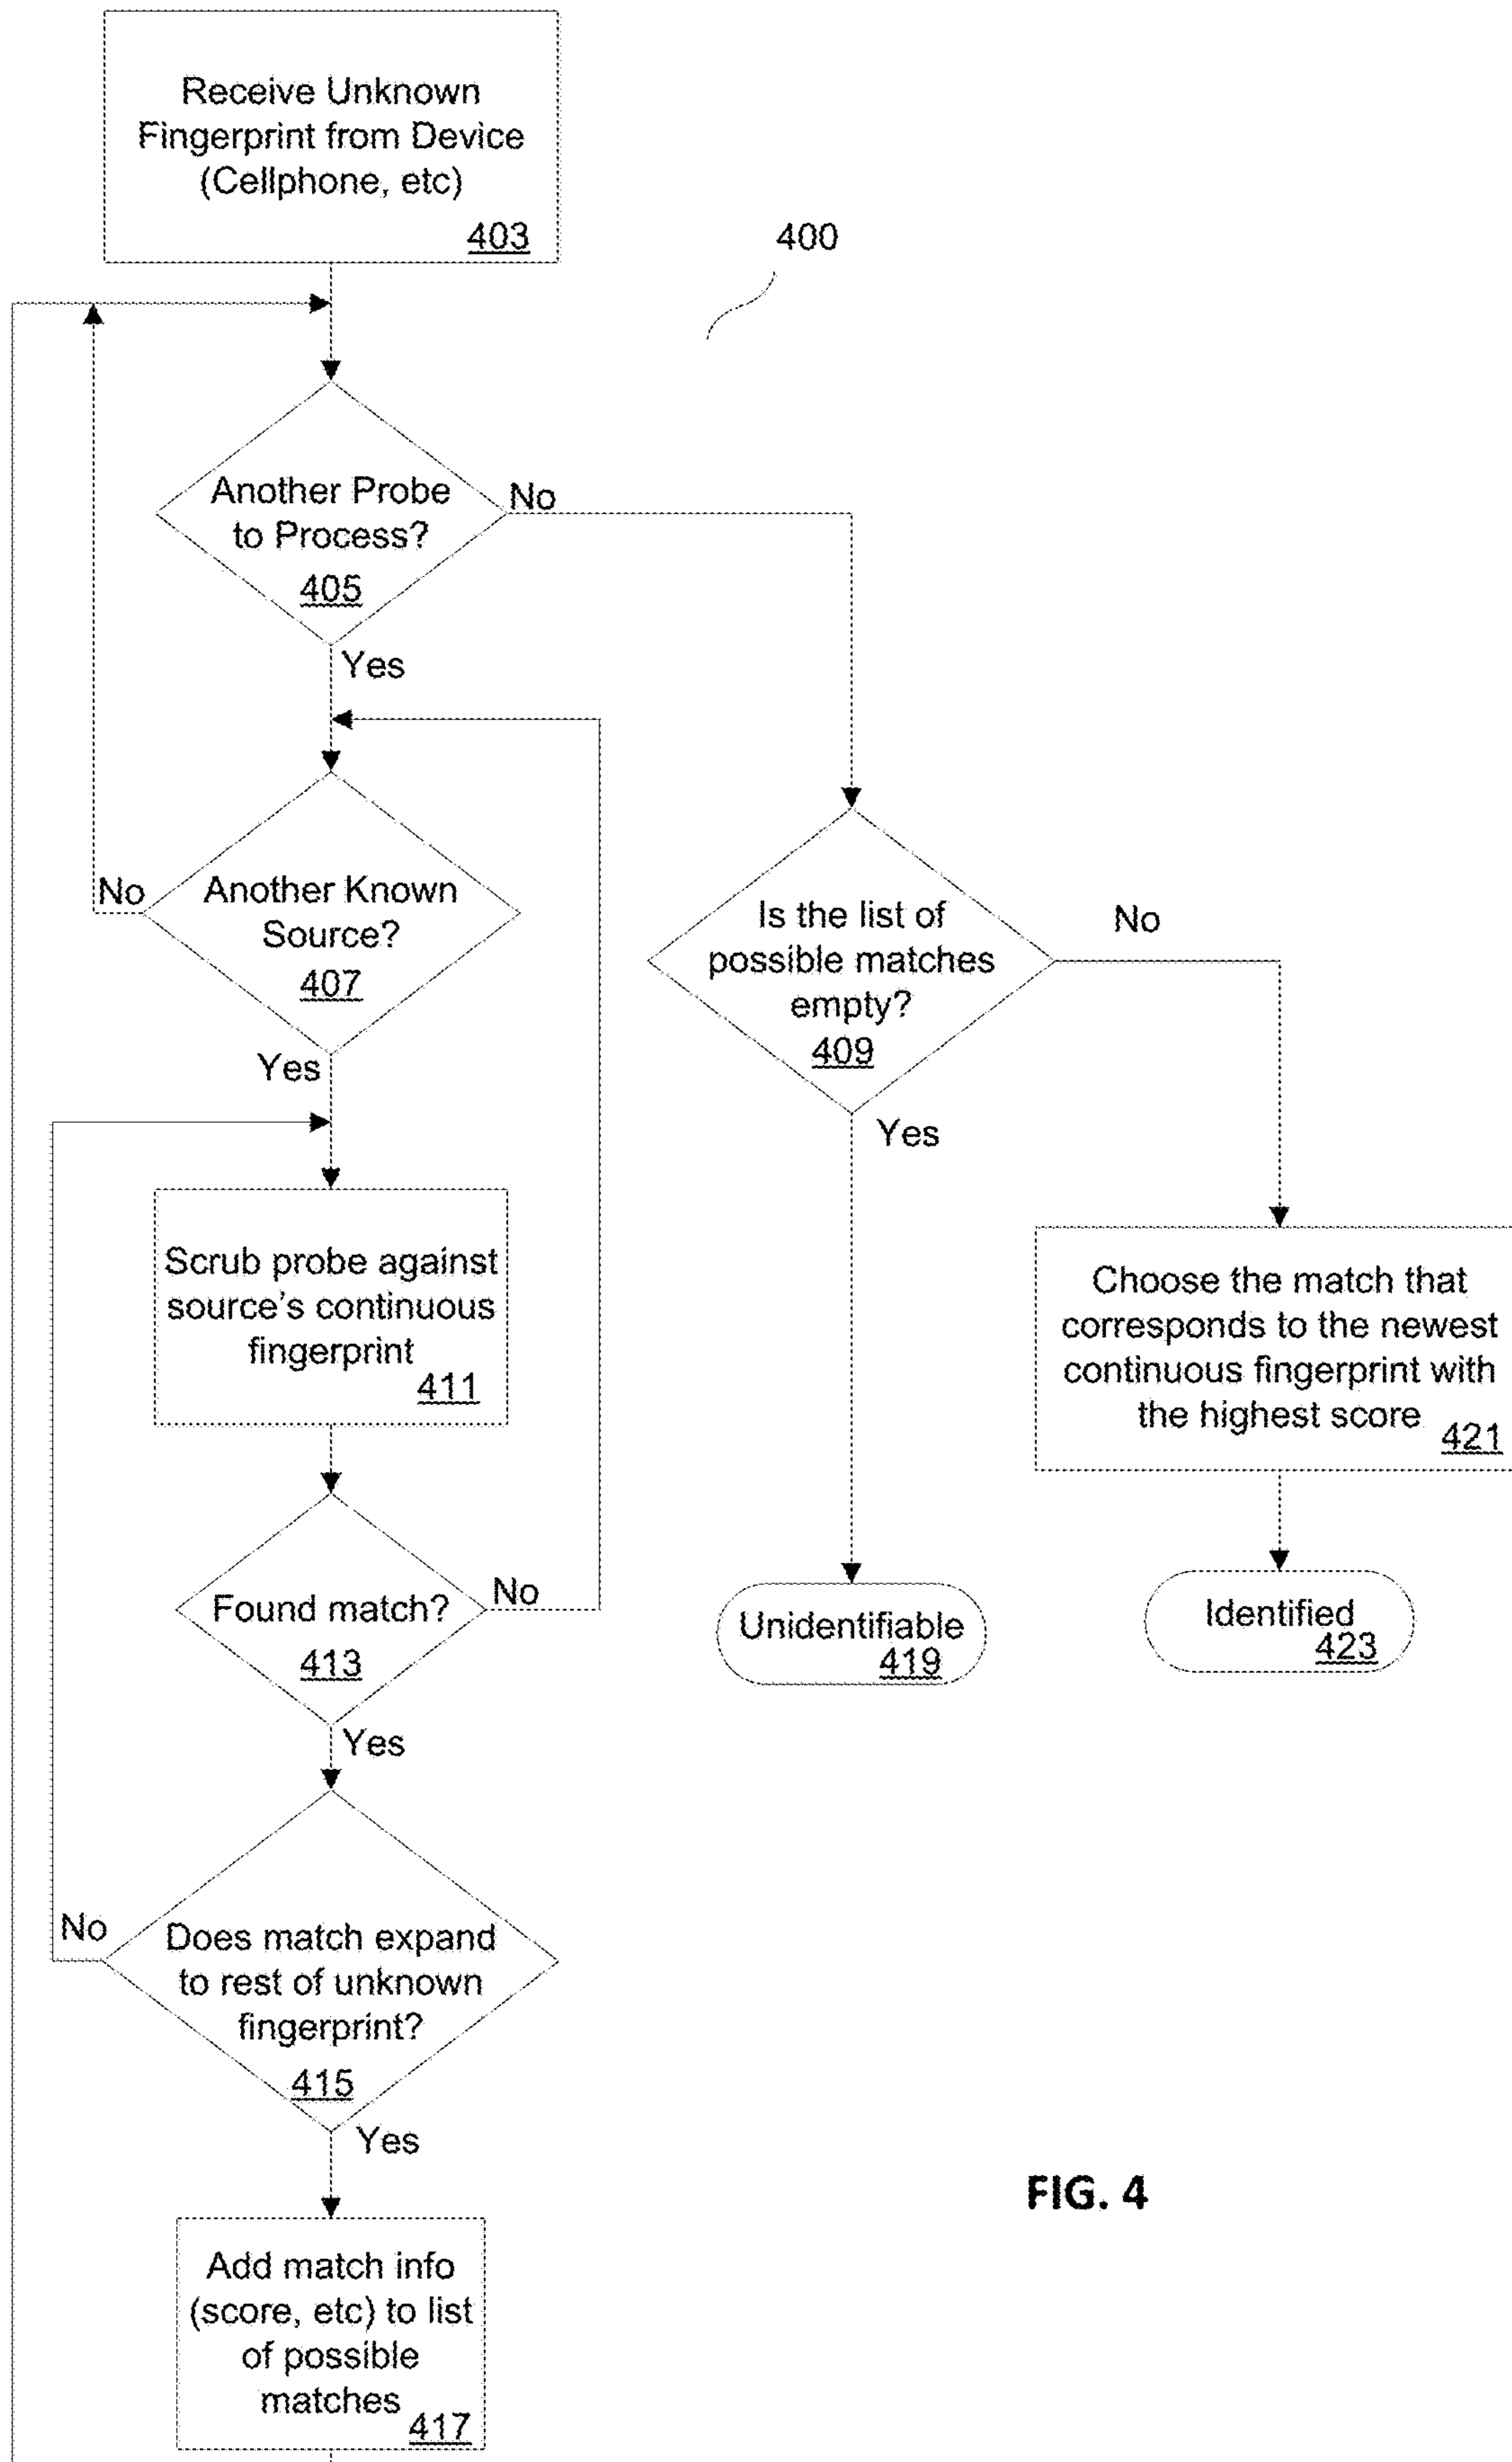 Receive Unknown
Fingerprint from Device
(Cellphone, etc)
403
400
Another Probe
to Process?
405
No
Yes
Another Known
Source?
407
No
Yes
Is the list of
possible matches
empty?
409
No
Yes
Scrub probe against
source's continuous
fingerprint
411
Choose the match that
corresponds to the newest
continuous fingerprint with
the highest score
421
Found match?
413
No
Yes
Unidentifiable
419
Identified
423
Does match expand
to rest of unknown
fingerprint?
415
No
Yes
Add match info
(score, etc) to list
of possible
matches
417
FIG. 4